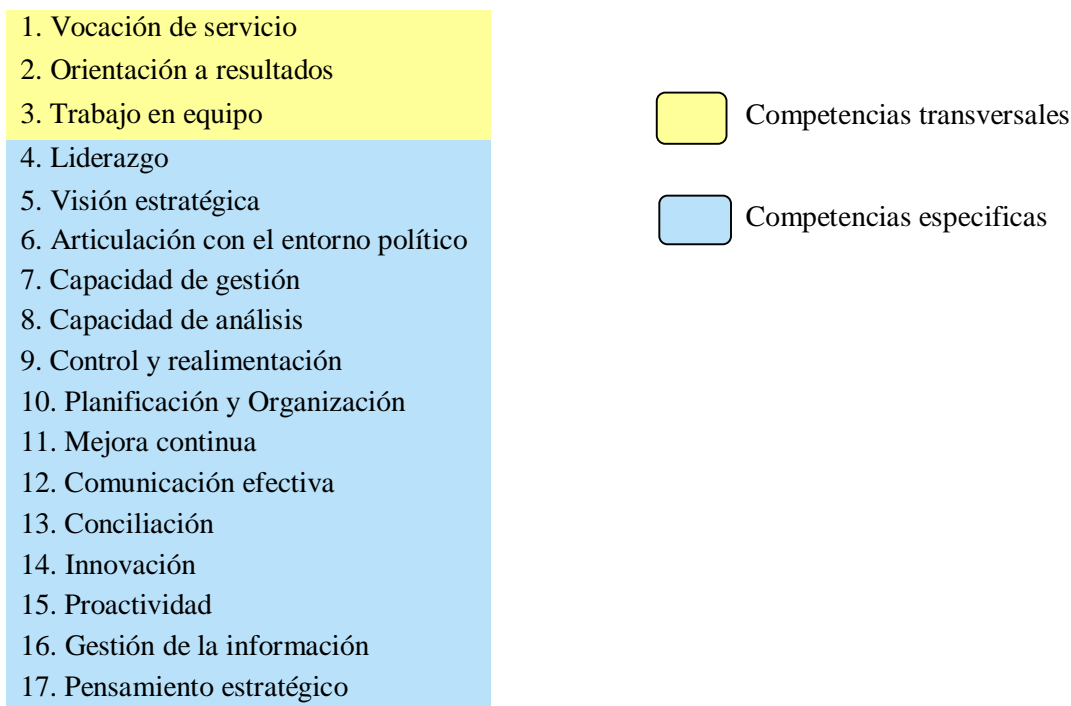 1. Vocación de servicio
2. Orientación a resultados
3. Trabajo en equipo
4. Liderazgo
5. Visión estratégica
6. Articulación con el entorno político
7. Capacidad de gestión
8. Capacidad de análisis
9. Control y realimentación
10. Planificación y Organización
11. Mejora continua
12. Comunicación efectiva
13. Conciliación
14. Innovación
15. Proactividad
16. Gestión de la información
17. Pensamiento estratégico
Competencias transversales
Competencias especificas